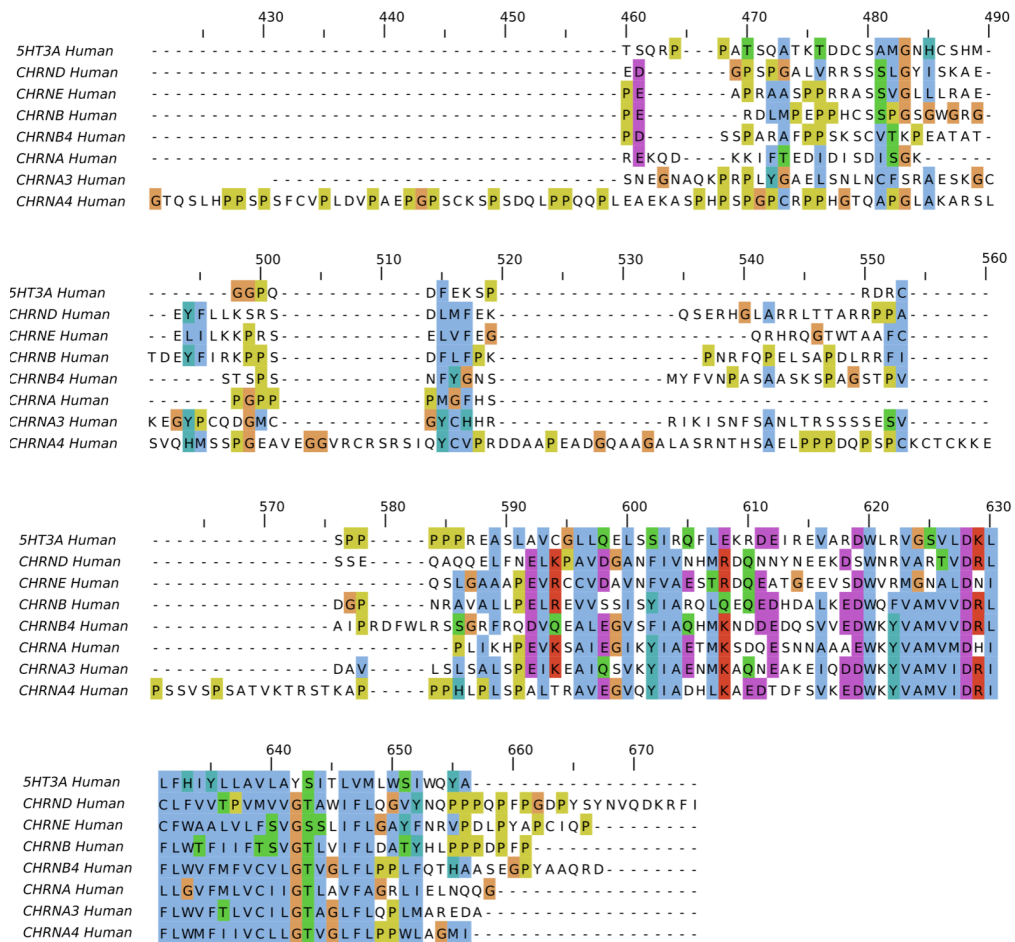 430 440 450 460 470 480 490
5HT3A Human ---------------------------------------TSQRP---PATSQATKTDDCSAMGNHCSHM-
CHRND Human ---------------------------------------ED-------GPSPGALVRRSSSLGYISKAE-
CHRNE Human ---------------------------------------PE-------APRAASPPRRASSVGLLLRAE-
CHRNB Human ---------------------------------------PE--------RDLMPEPPHCSSPGSGWGRG-
CHRNB4 Human ---------------------------------------PD------SSPARAFPPSKSCVTKPEATAT-
CHRNA Human ---------------------------------------REKQD----KKIFTEDIDISDISGK------
CHRNA3 Human ---------------------------------------SNEGNAQKPRPLYGAELSNLNCFSRAESKGC
CHRNA4 Human GTQSLHPPSPSFCVPLDVPAEPGPSCKSPSDQLPPQQPLEAEKASPHPSPGPCRPPHGTQAPGLAKARSL
500 510 520 530 540 550 560
5HT3A Human -------GGPQ------------DFEKSP------------------------------RDRC-------
CHRND Human --EYFLLKSRS------------DLMFEK---------------QSERHGLARRLTTARRPPA-------
CHRNE Human --ELILKKPRS------------ELVFEG---------------------QRHRQGTWTAAFC-------
CHRNB Human TDEYFIRKPPS------------DFLFPK-----------------PNRFQPELSAPDLRRFI-------
CHRNB4 Human ------STSPS------------NFYGNS--------------MYFVNPASAASKSPAGSTPV-------
CHRNA Human -------PGPP------------PMGFHS-----------------------------------------
CHRNA3 Human KEGYPCQDGMC------------GYCHHR--------------RIKISNFSANLTRSSSSESV-------
CHRNA4 Human SVQHMSSPGEAVEGGVRCRSRSIQYCVPRDDAAPEADGQAAGALASRNTHSAELPPPDQPSPCKCTCKKE
570 580 590 600 610 620 630
5HT3A Human ---------------SPP-----PPPREASLAVCGLLQELSSIRQFLEKRDEIREVARDWLRVGSVLDKL
CHRND Human ---------------SSE-----QAQQELFNELKPAVDGANFIVNHMRDQNNYNEEKDSWNRVARTVDRL
CHRNE Human -----------------------QSLGAAAPEVRCCVDAVNFVAESTRDQEATGEEVSDWVRMGNALDNI
CHRNB Human ---------------DGP-----NRAVALLPELREVVSSISYIARQLQEQEDHDALKEDWQFVAMVVDRL
CHRNB4 Human ---------------AIPRDFWLRSSGRFRQDVQEALEGVSFIAQHMKNDDEDQSVVEDWKYVAMVVDRL
CHRNA Human -------------------------PLIKHPEVKSAIEGIKYIAETMKSDQESNNAAAEWKYVAMVMDHI
CHRNA3 Human ---------------DAV-----LSLSALSPEIKEAIQSVKYIAENMKAQNEAKEIQDDWKYVAMVIDRI
CHRNA4 Human PSSVSPSATVKTRSTKAP-----PPHLPLSPALTRAVEGVQYIADHLKAEDTDFSVKEDWKYVAMVIDRI
640 650 660 670
5HT3A Human LFHIYLLAVLAYSITLVMLWSIWQYA-------------------
CHRND Human CLFVVTPVMVVGTAWIFLQGVYNQPPPQPFPGDPYSYNVQDKRFI
CHRNE Human CFWAALVLFSVGSSLIFLGAYFNRVPDLPYAPCIQP---------
CHRNB Human FLWTFIIFTSVGTLVIFLDATYHLPPPDPFP--------------
CHRNB4 Human FLWVFMFVCVLGTVGLFLPPLFQTHAASEGPYAAQRD--------
CHRNA Human LLGVFMLVCIIGTLAVFAGRLIELNQQG-----------------
CHRNA3 Human FLWVFTLVCILGTAGLFLQPLMAREDA------------------
CHRNA4 Human FLWMFIIVCLLGTVGLFLPPWLAGMI-------------------